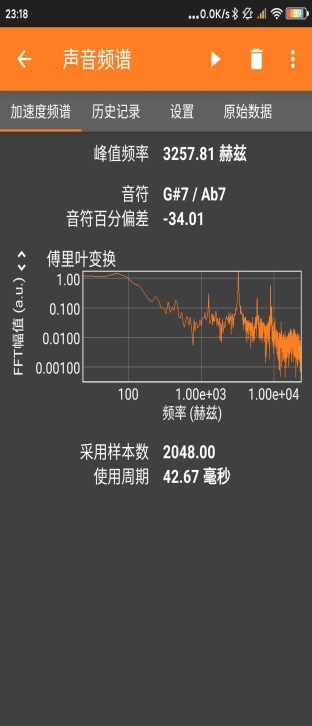 23:18 ...0.0K/s
声音频谱
加速度频谱 历史记录 设置 原始数据
峰值频率 3257.81 赫兹
音符 G#7 / Ab7
音符百分偏差 -34.01
傅里叶变换
FFT幅值 (a.u.)
1.00
0.100
0.0100
0.00100
100 1.00e+03 1.00e+04
频率 (赫兹)
采用样本数 2048.00
使用周期 42.67 毫秒